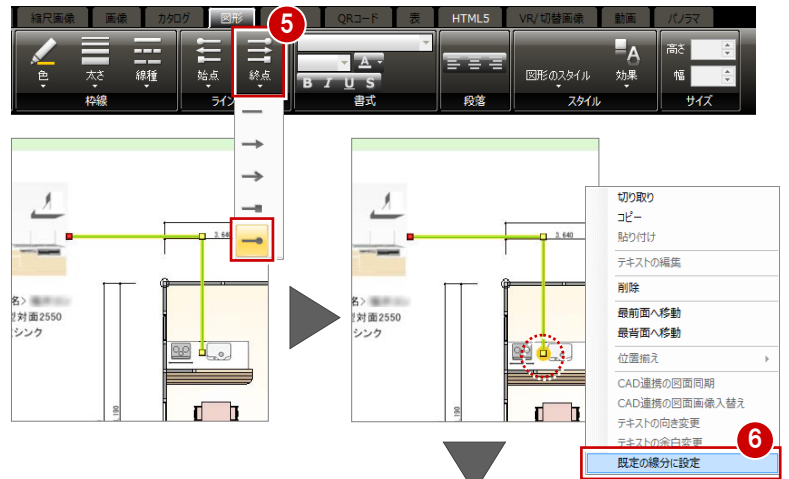 縮尺画像 画像 カタログ 図形 QRコード 表 HTML5 VR/切替画像 動画 パノラマ
5
色 太さ 線種 始点 終点 A B I U S 図形のスタイル A 効果 高さ 幅
枠線 ライン 書式 段落 スタイル サイズ
3,640
名>
対面2550
シンク
190
3,640
名>
対面2550
シンク
190
切り取り
コピー
貼り付け
テキストの編集
削除
最前面へ移動
最背面へ移動
位置揃え
CAD連携の図面同期
CAD連携の図面画像入替え
テキストの向き変更
テキストの余白変更
6
既定の線分に設定